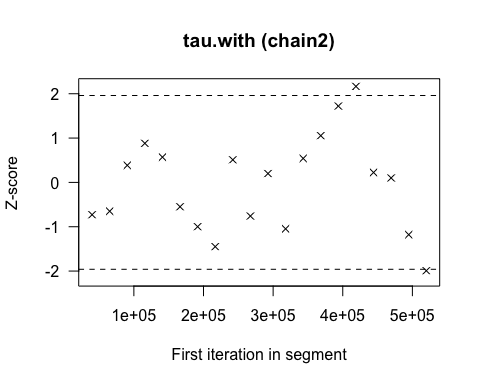 tau.with (chain2)
Z-score
2
1
0
-1
-2
1e+05
2e+05
3e+05
4e+05
5e+05
First iteration in segment